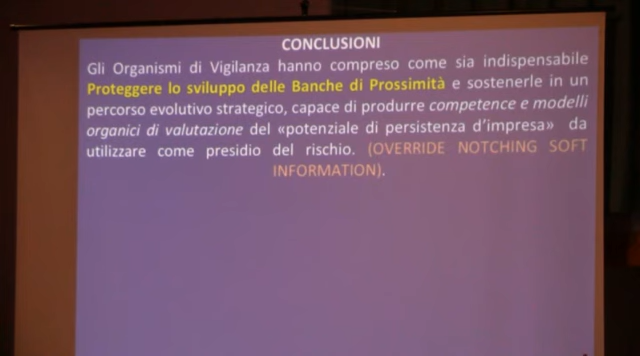 CONCLUSIONI
Gli Organismi di Vigilanza hanno compreso come sia indispensabile
Proteggere lo sviluppo delle Banche di Prossimità e sostenerle in un
percorso evolutivo strategico, capace di produrre competence e modelli
organici di valutazione del «potenziale di persistenza d'impresa» da
utilizzare come presidio del rischio. (OVERRIDE NOTCHING SOFT
INFORMATION).